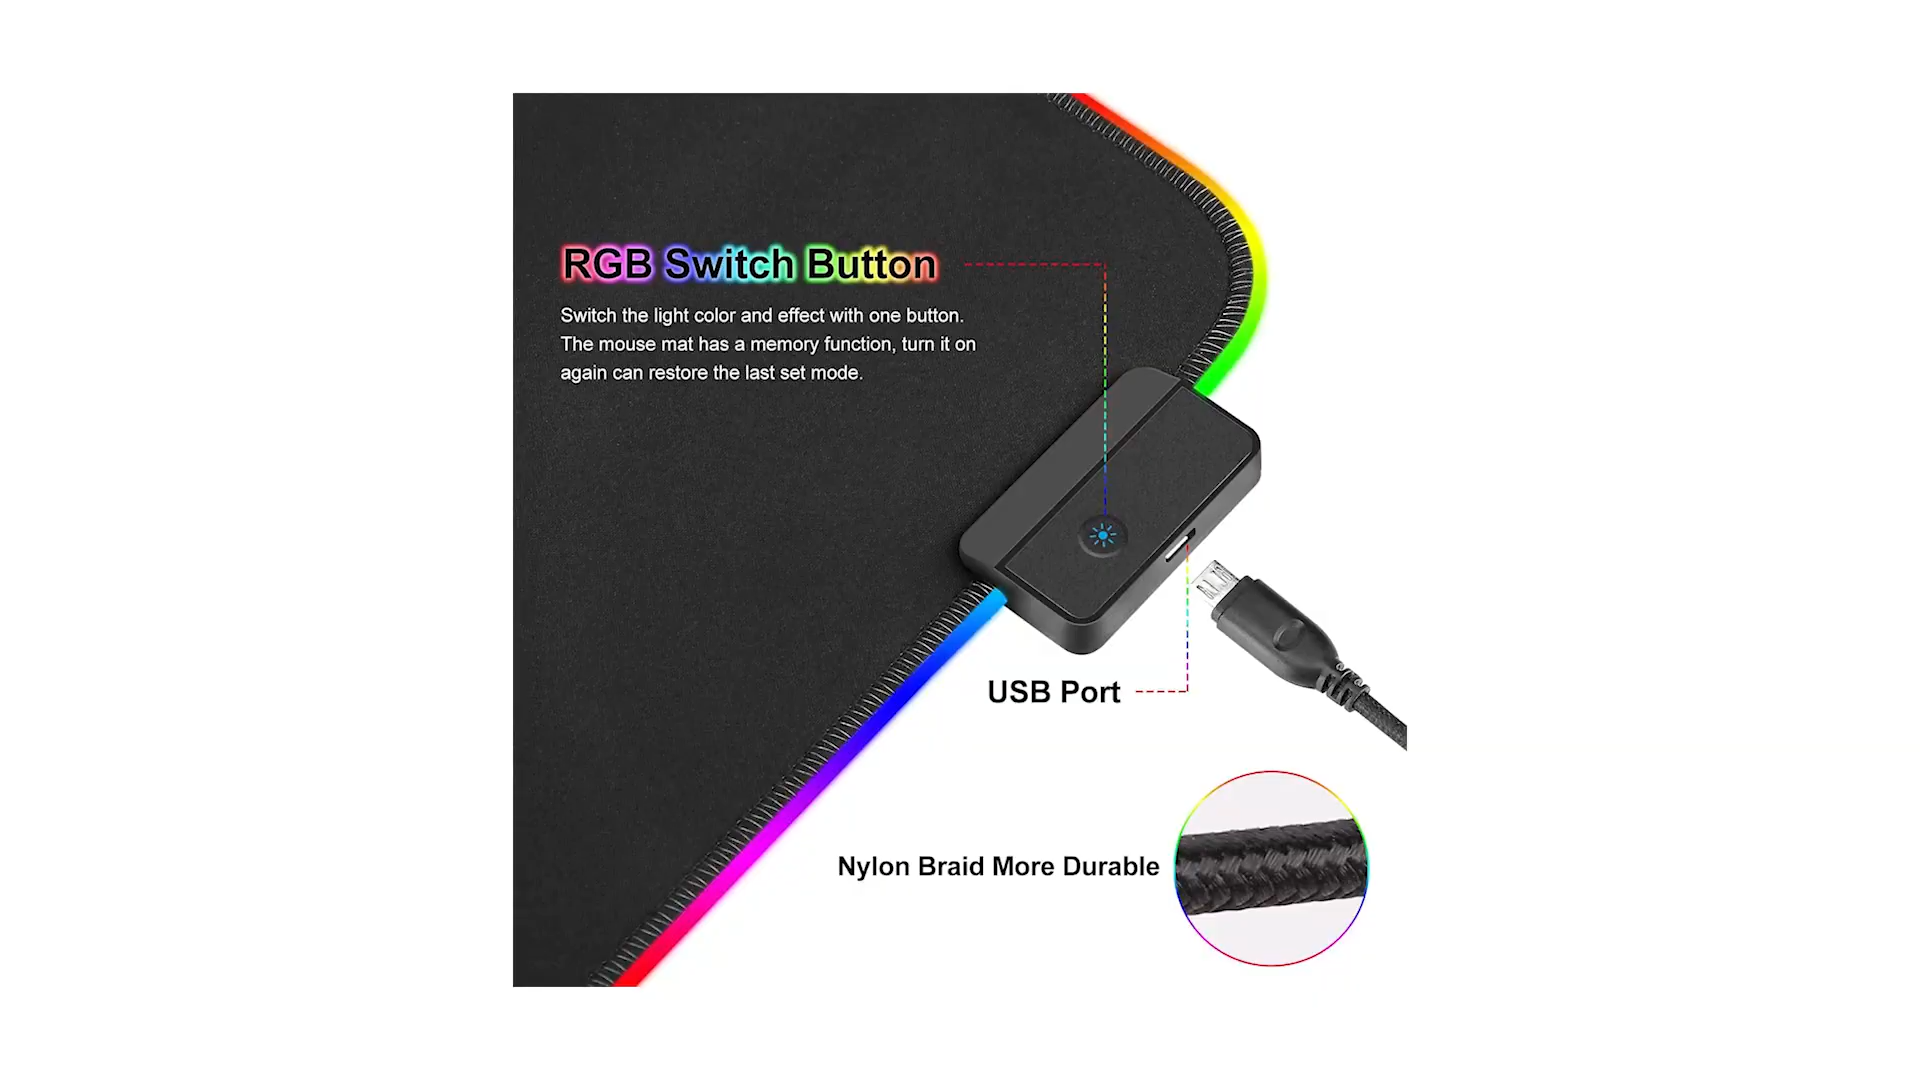 RGB Switch Button
Switch the light color and effect with one button.
The mouse mat has a memory function, turn it on
again can restore the last set mode.
USB Port
Nylon Braid More Durable